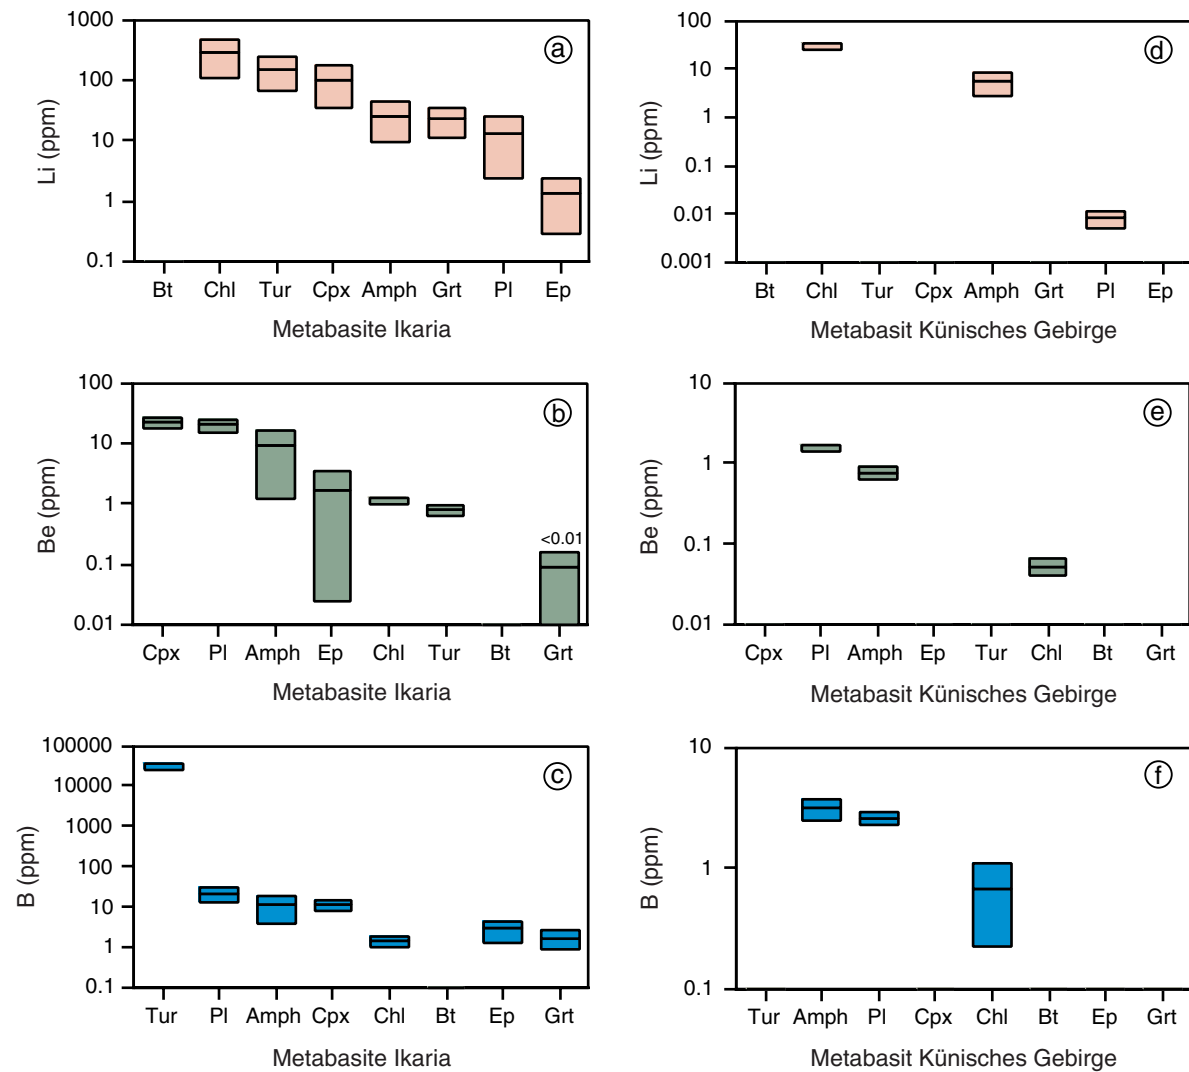 1000
100
10
1
0.1
Li (ppm)
a
Bt Chl Tur Cpx Amph Grt Pl Ep
Metabasite Ikaria
100
10
1
0.1
0.01
0.001
Li (ppm)
d
Bt Chl Tur Cpx Amph Grt Pl Ep
Metabasit Künisches Gebirge
100
10
1
0.1
0.01
Be (ppm)
b
<0.01
Cpx Pl Amph Ep Chl Tur Bt Grt
Metabasite Ikaria
10
1
0.1
0.01
Be (ppm)
e
Cpx Pl Amph Ep Tur Chl Bt Grt
Metabasit Künisches Gebirge
100000
10000
1000
100
10
1
0.1
B (ppm)
c
Tur Pl Amph Cpx Chl Bt Ep Grt
Metabasite Ikaria
10
1
0.1
B (ppm)
f
Tur Amph Pl Cpx Chl Bt Ep Grt
Metabasit Künisches Gebirge